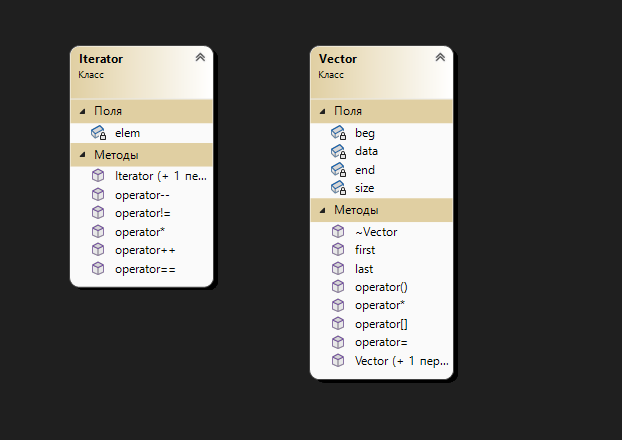 Iterator
Класс
Поля
elem
Методы
Iterator (+ 1 пе...
operator--
operator!=
operator*
operator++
operator==
Vector
Класс
Поля
beg
data
end
size
Методы
~Vector
first
last
operator()
operator*
operator[]
operator=
Vector (+ 1 пер...